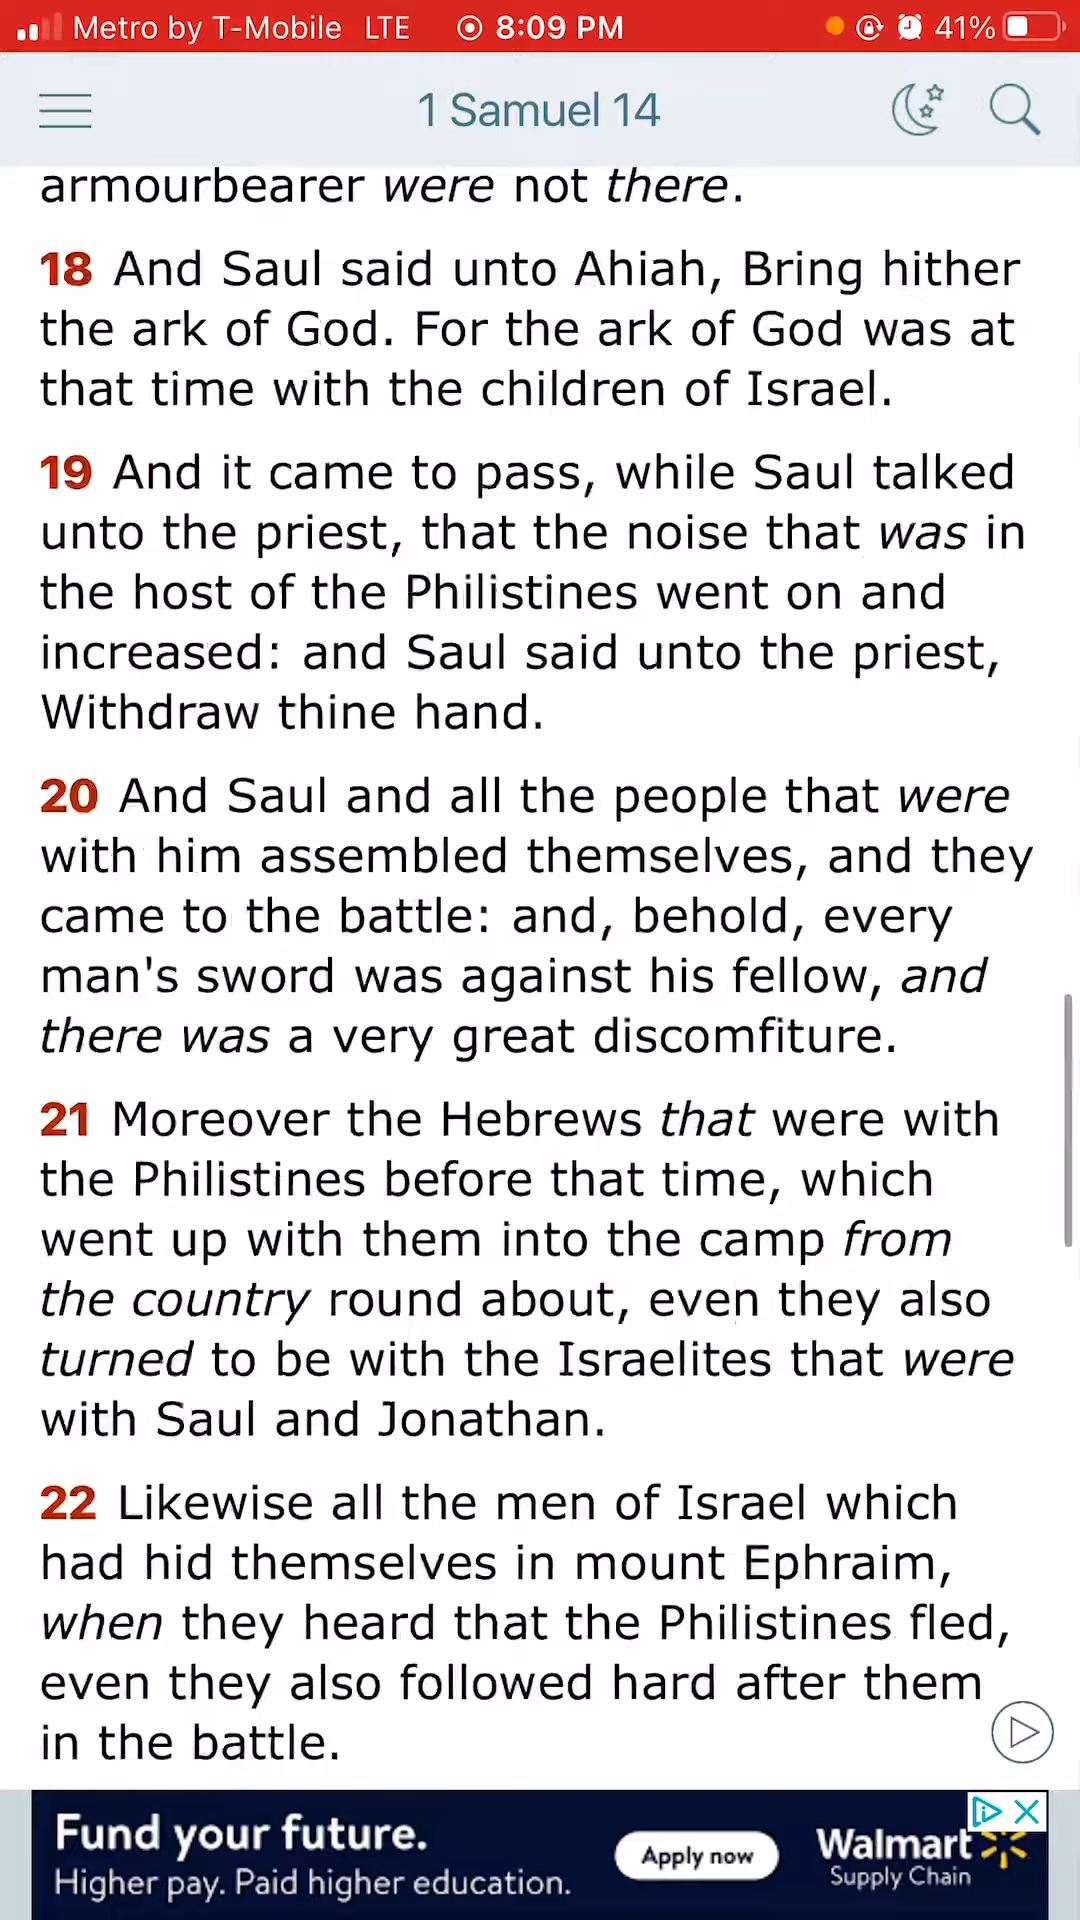 Metro by T-Mobile LTE 8:09 PM 41%
1 Samuel 14
armourbearer were not there.
18 And Saul said unto Ahiah, Bring hither
the ark of God. For the ark of God was at
that time with the children of Israel.
19 And it came to pass, while Saul talked
unto the priest, that the noise that was in
the host of the Philistines went on and
increased: and Saul said unto the priest,
Withdraw thine hand.
20 And Saul and all the people that were
with him assembled themselves, and they
came to the battle: and, behold, every
man's sword was against his fellow, and
there was a very great discomfiture.
21 Moreover the Hebrews that were with
the Philistines before that time, which
went up with them into the camp from
the country round about, even they also
turned to be with the Israelites that were
with Saul and Jonathan.
22 Likewise all the men of Israel which
had hid themselves in mount Ephraim,
when they heard that the Philistines fled,
even they also followed hard after them
in the battle.
Fund your future.
Higher pay. Paid higher education.
Apply now
Walmart
Supply Chain